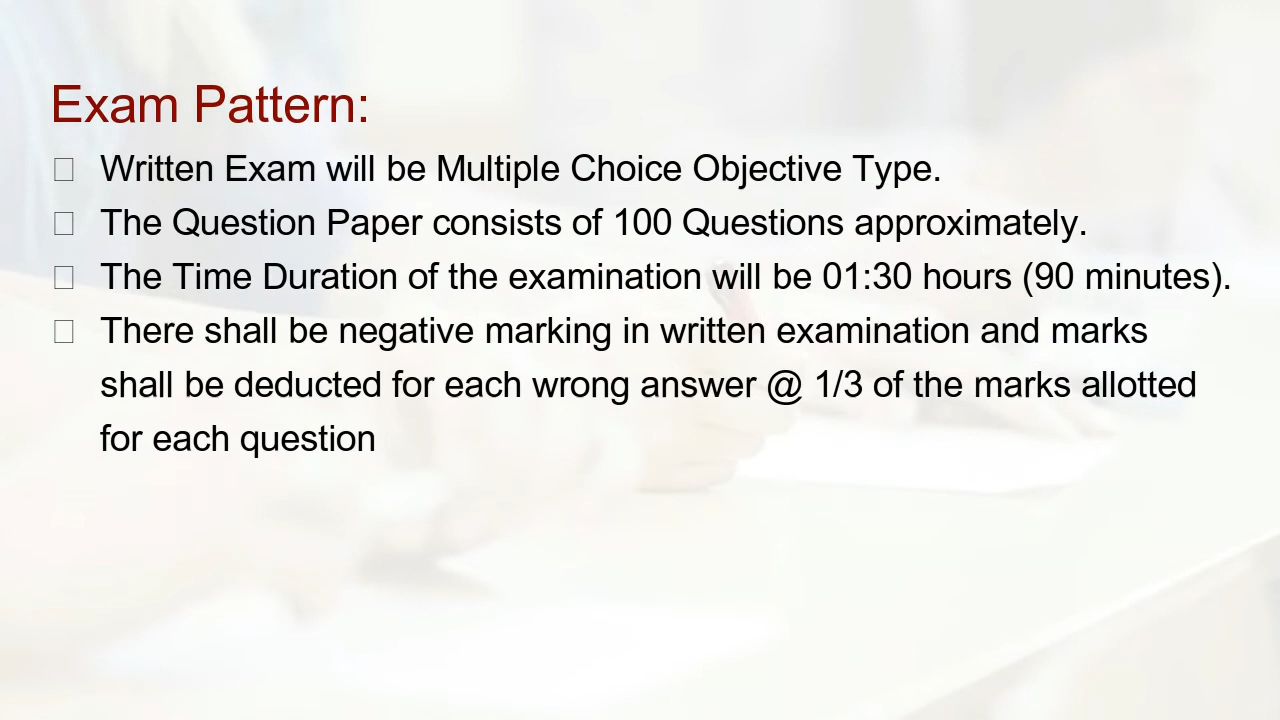 Exam Pattern:
Written Exam will be Multiple Choice Objective Type.
The Question Paper consists of 100 Questions approximately.
The Time Duration of the examination will be 01:30 hours (90 minutes).
There shall be negative marking in written examination and marks
shall be deducted for each wrong answer @ 1/3 of the marks allotted
for each question